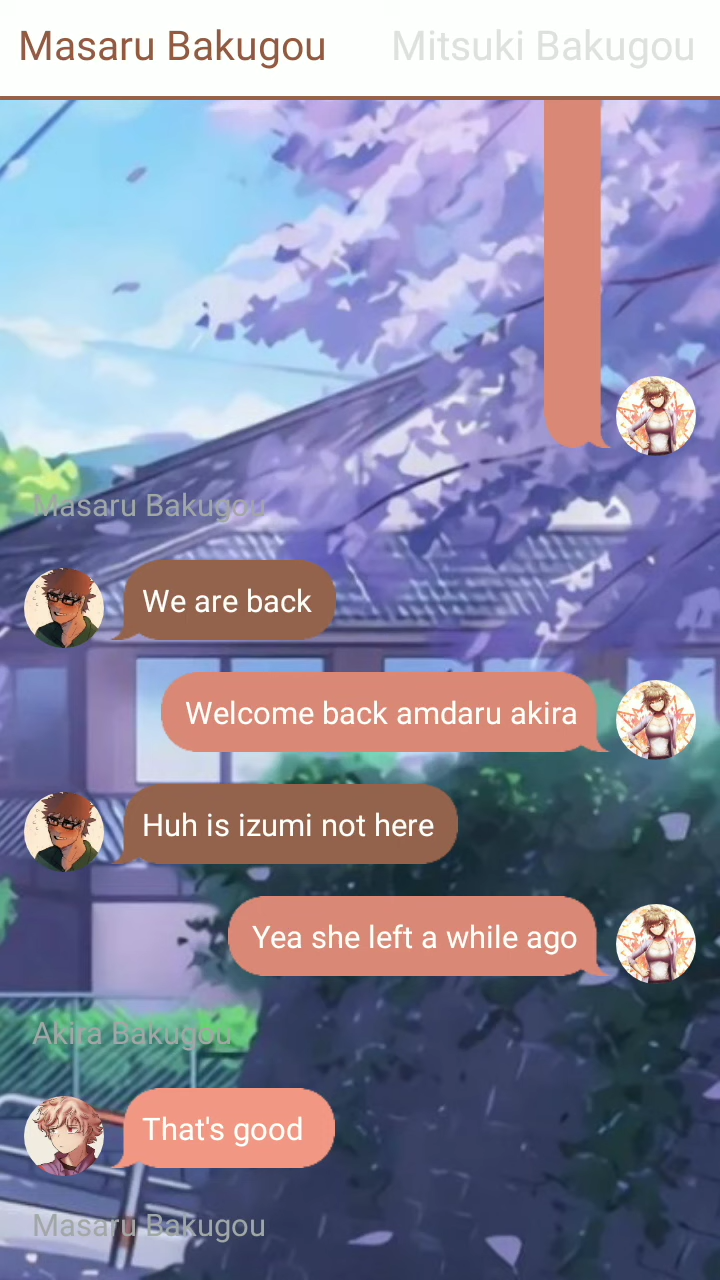 Masaru Bakugou Mitsuki Bakugou
Masaru Bakugou
We are back
Welcome back amdaru akira
Huh is izumi not here
Yea she left a while ago
Akira Bakugou
That's good
Masaru Bakugou